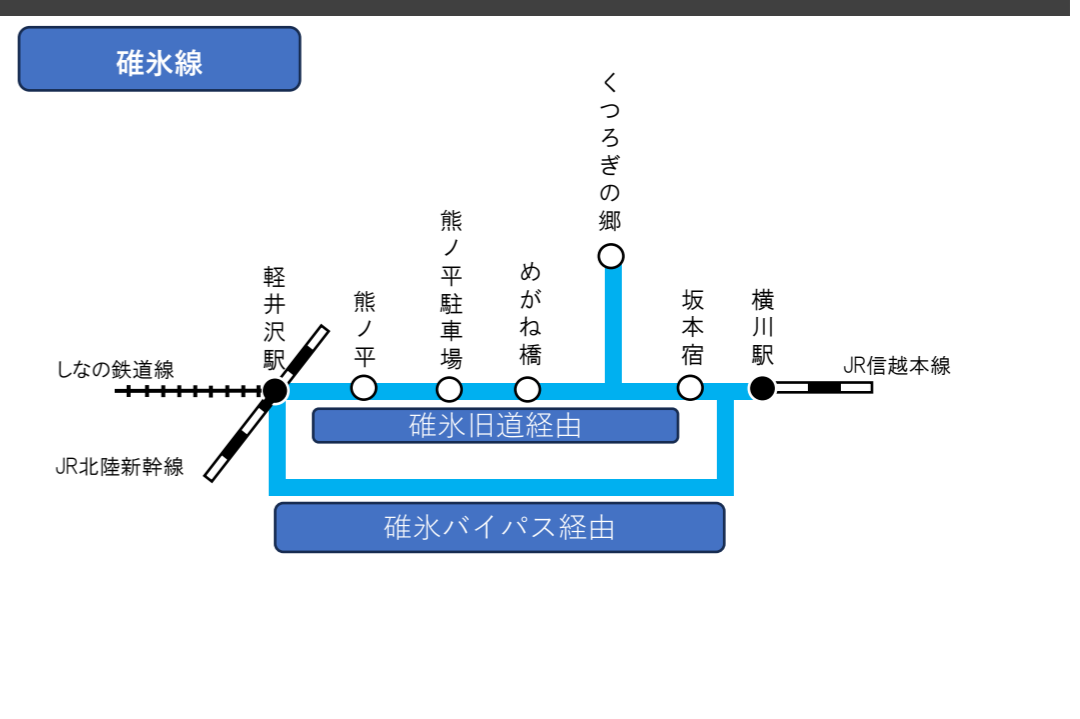 碓氷線
くつろぎの郷
熊ノ平駐車場
めがね橋
軽井沢駅
熊ノ平
坂本宿
横川駅
しなの鉄道線
JR信越本線
碓氷旧道経由
JR北陸新幹線
碓氷バイパス経由